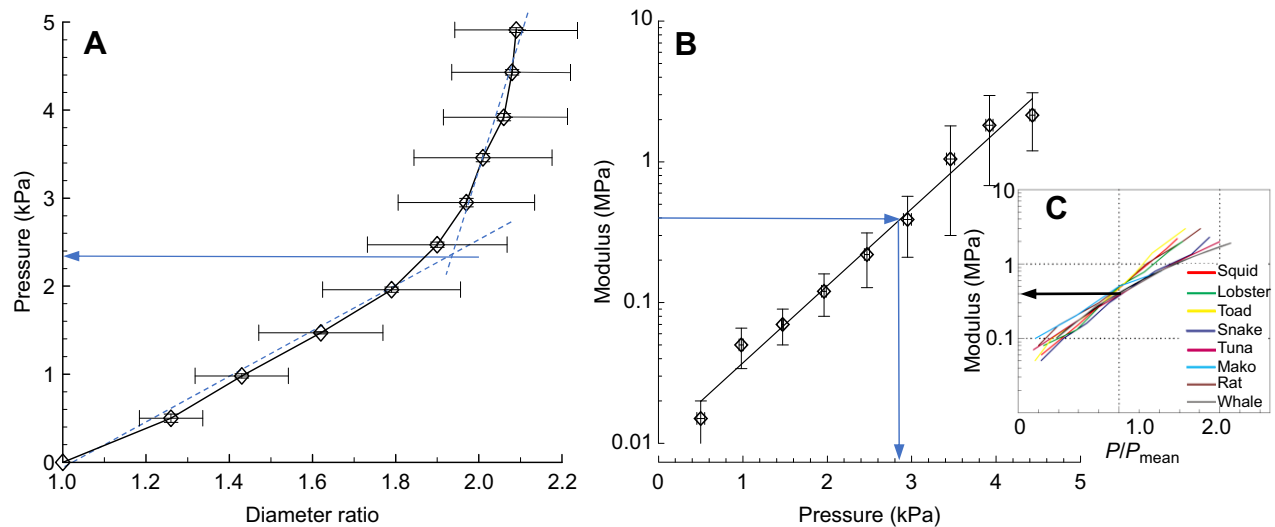 A
Pressure (kPa)
5
4
3
2
1
0
1.0 1.2 1.4 1.6 1.8 2.0 2.2
Diameter ratio
B
Modulus (MPa)
10
1
0.1
0.01
0 1 2 3 4 5
Pressure (kPa)
C
Modulus (MPa)
10
1
0.1
Squid
Lobster
Toad
Snake
Tuna
Mako
Rat
Whale
0 1.0 2.0
P/Pmean